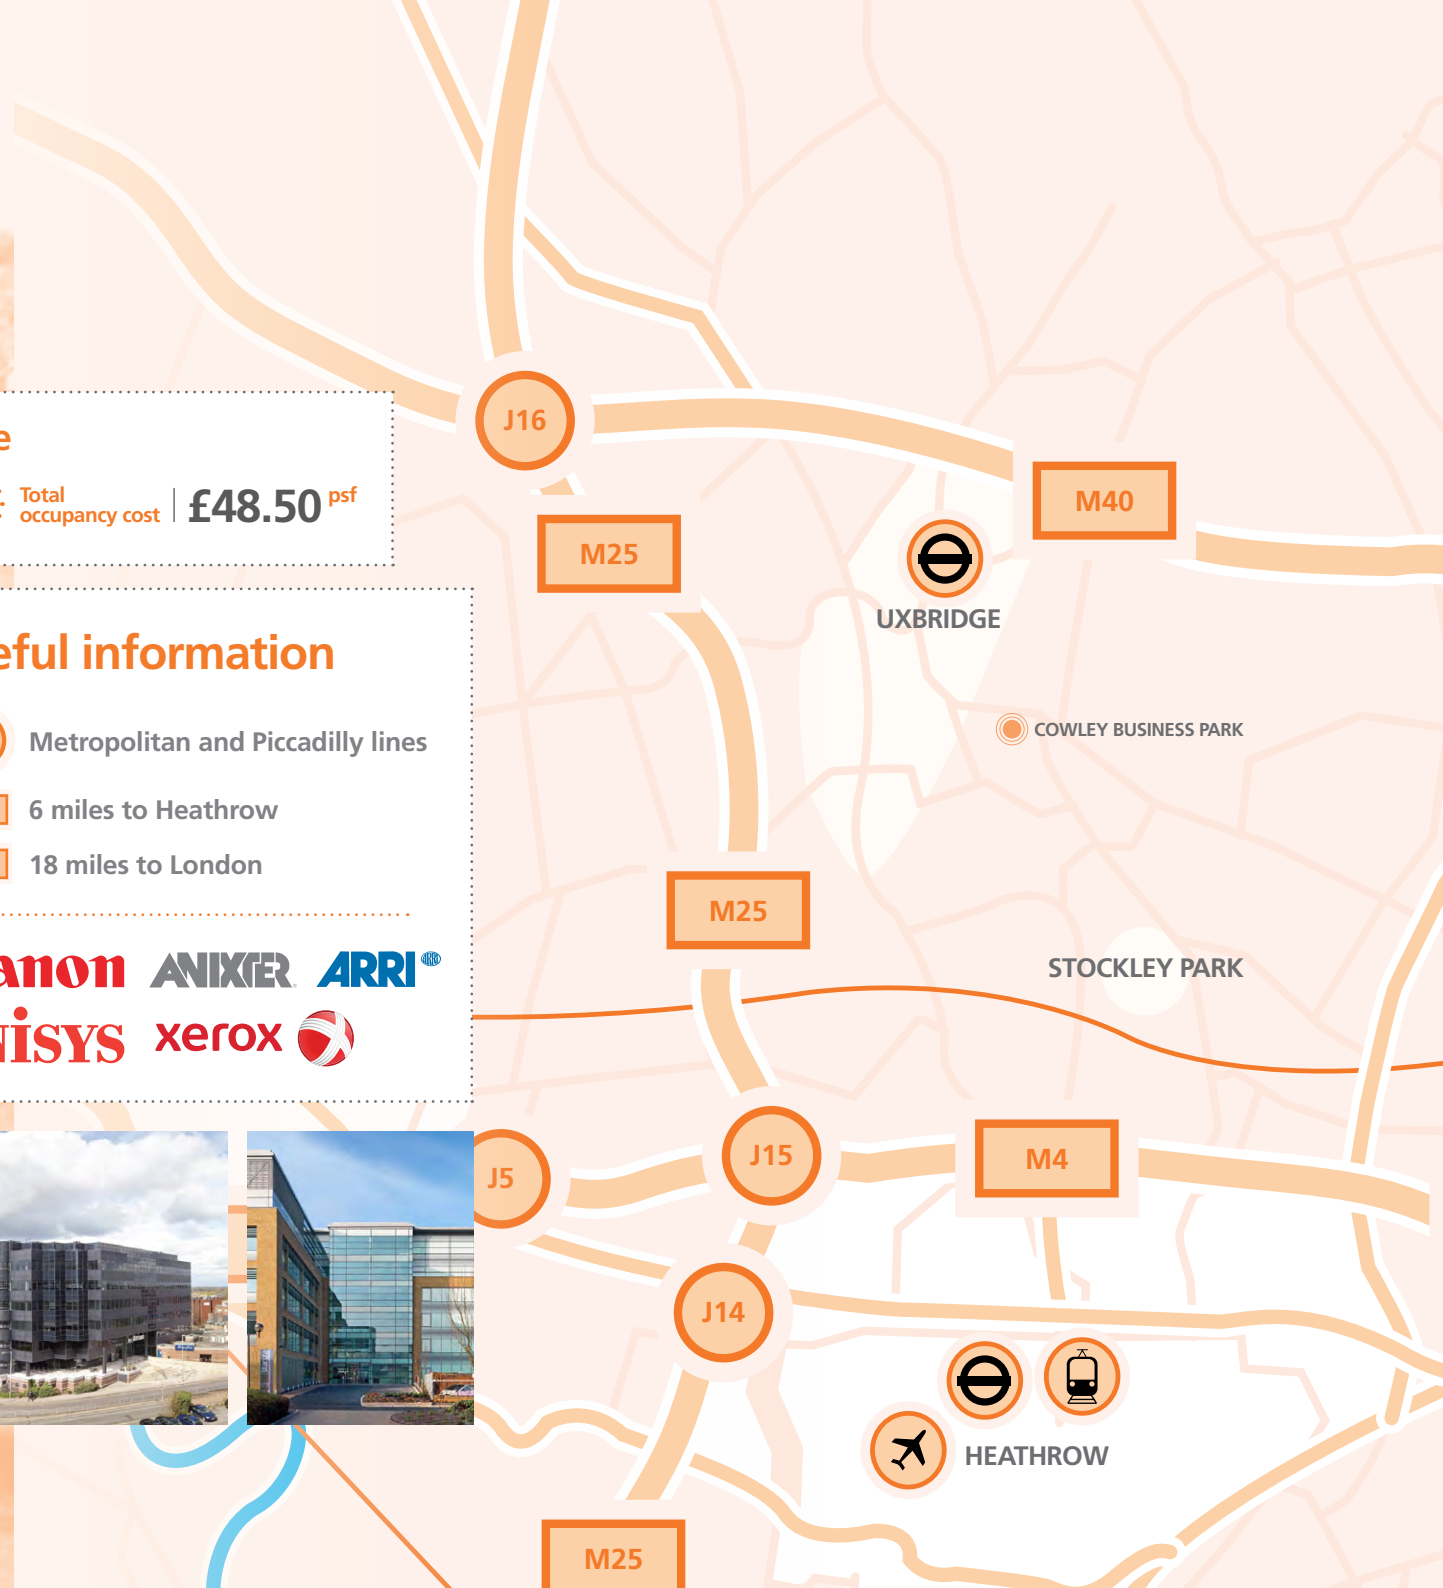 e
Total
occupancy cost
£48.50 psf
eful information
Metropolitan and Piccadilly lines
6 miles to Heathrow
18 miles to London
anon ANIXTER ARRI
NISYS xerox
J16
M25
M40
UXBRIDGE
COWLEY BUSINESS PARK
M25
STOCKLEY PARK
J15
M4
J5
J14
HEATHROW
M25